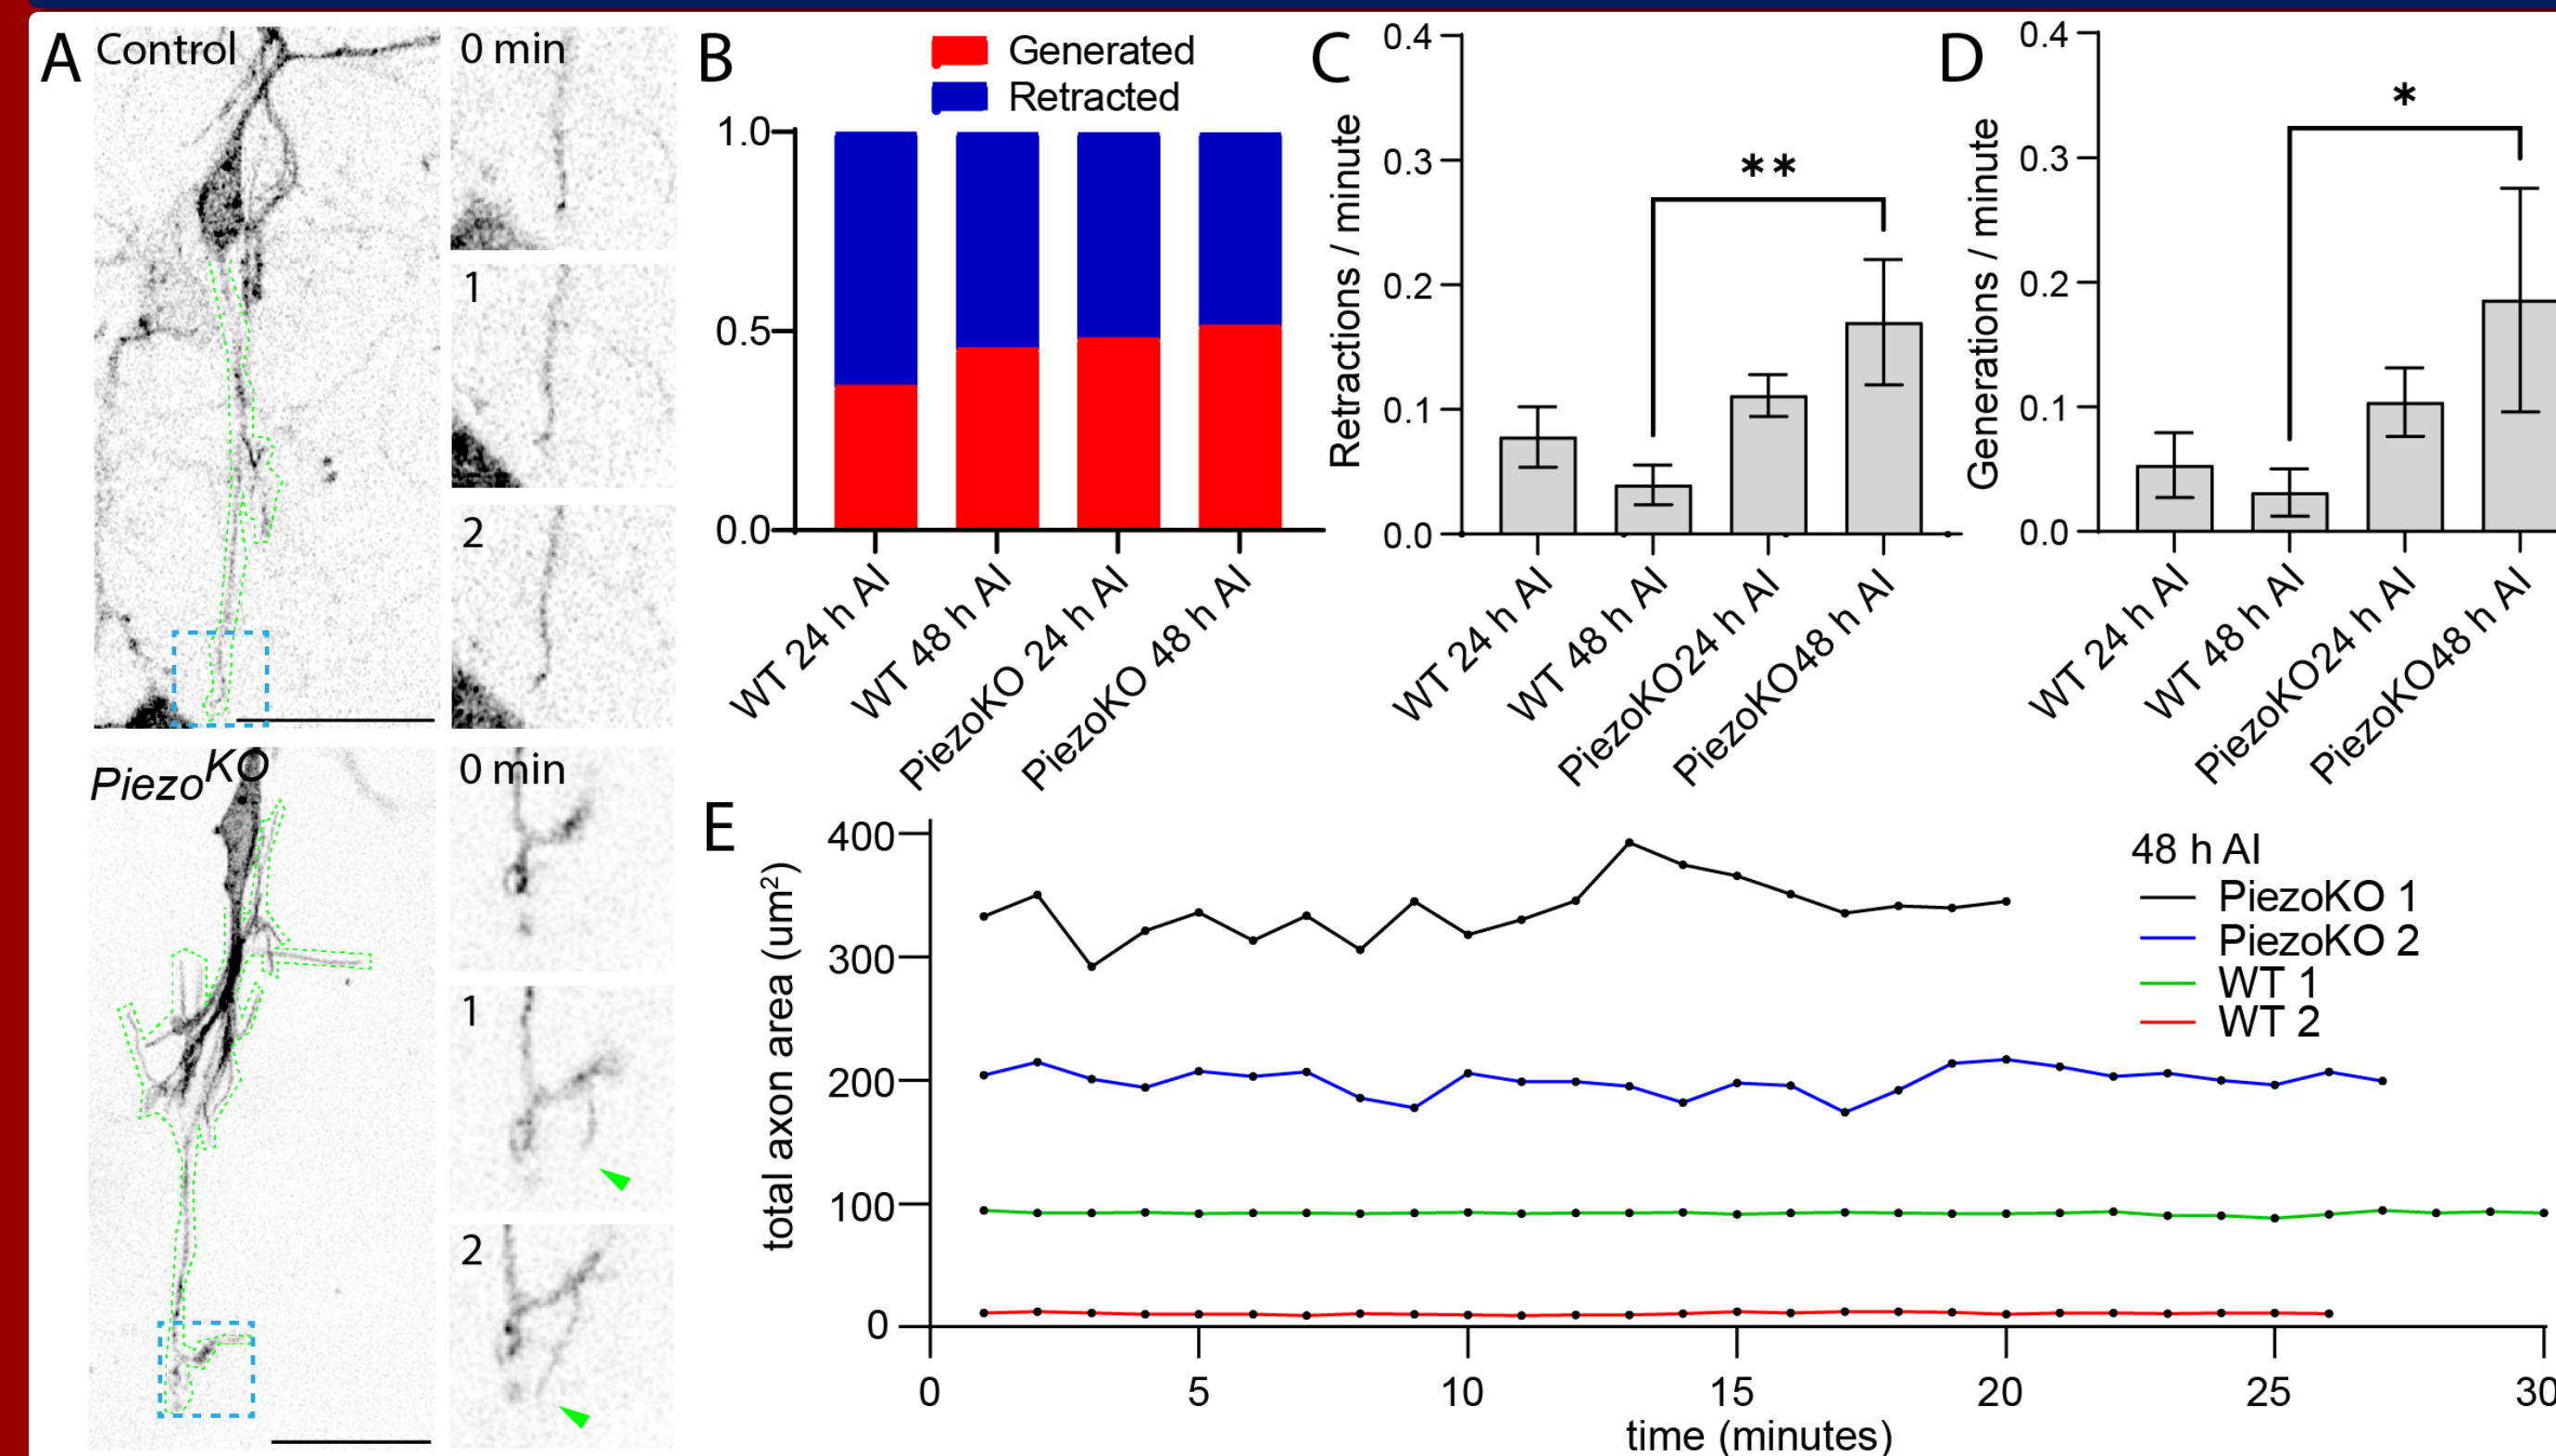 A
Control
0 min
1
2
Piezo^KO
0 min
1
2
B
Generated
Retracted
1.0
0.5
0.0
WT 24 h AI
WT 48 h AI
PiezoKO 24 h AI
PiezoKO 48 h AI
C
Retractions / minute
0.4
0.3
0.2
0.1
0.0
**
WT 24 h AI
WT 48 h AI
PiezoKO24 h AI
PiezoKO48 h AI
D
Generations / minute
0.4
0.3
0.2
0.1
0.0
*
WT 24 h AI
WT 48 h AI
PiezoKO24 h AI
PiezoKO48 h AI
E
total axon area (um²)
400
300
200
100
0
48 h AI
PiezoKO 1
PiezoKO 2
WT 1
WT 2
0 5 10 15 20 25 30
time (minutes)